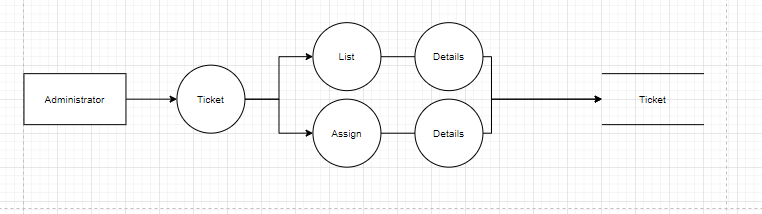 Administrator
Ticket
List
Details
Assign
Details
Ticket